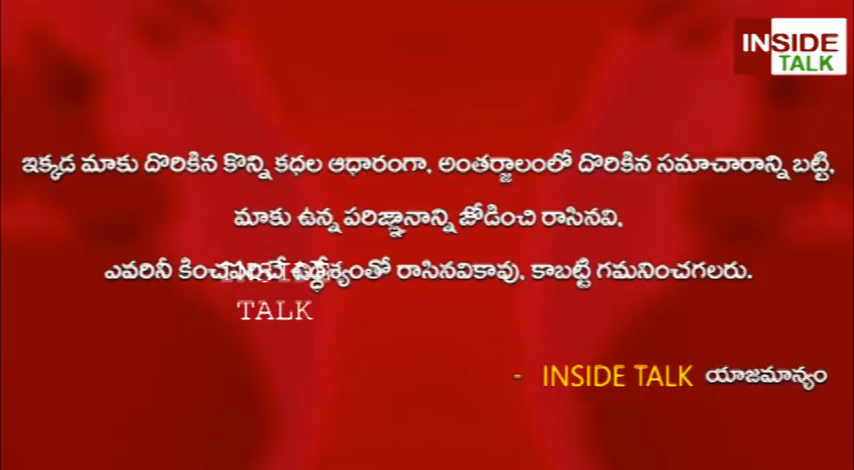 INSIDE
TALK
ఇక్కడ మాకు దొరికిన కొన్ని కధల ఆధారంగా, అంతర్జాలంలో దొరికిన సమాచారాన్ని బట్టి,
మాకు ఉన్న పరిజ్ఞానాన్ని జోడించి రాసినవి,
ఎవరినీ కించపరిచే ఉద్దేశ్యంతో రాసినవికావు, కాబట్టి గమనించగలరు.
INSIDE
TALK
- INSIDE TALK యాజమాన్యం